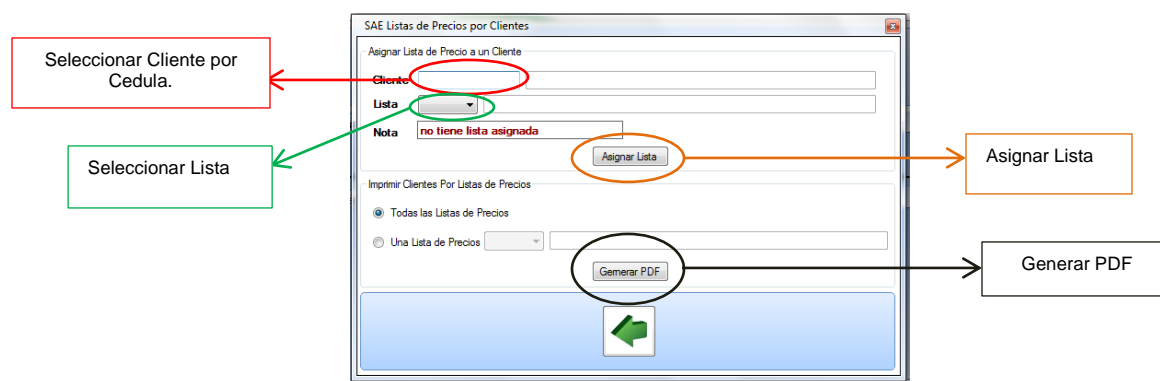 SAE Listas de Precios por Clientes
Asignar Lista de Precio a un Cliente
Seleccionar Cliente por
Cedula.
Cliente
Lista
Nota no tiene lista asignada
Asignar Lista
Asignar Lista
Seleccionar Lista
Imprimir Clientes Por Listas de Precios
Todas las Listas de Precios
Una Lista de Precios
Gemerar PDF
Generar PDF